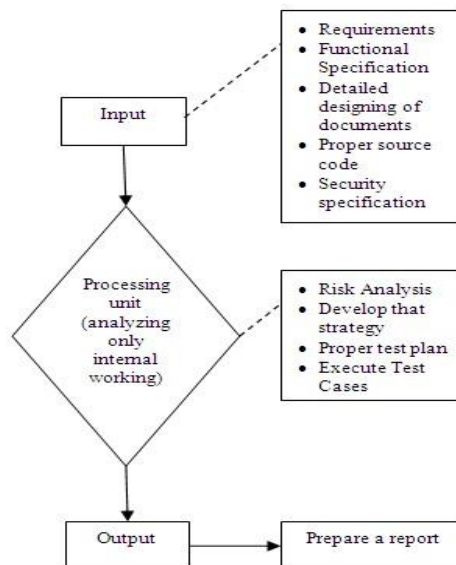 • Requirements
• Functional
Specification
• Detailed
designing of
documents
• Proper source
code
• Security
specification
Input
Processing
unit
(analyzing
only
internal
working)
• Risk Analysis
• Develop that
strategy
• Proper test plan
• Execute Test
Cases
Output
Prepare a report